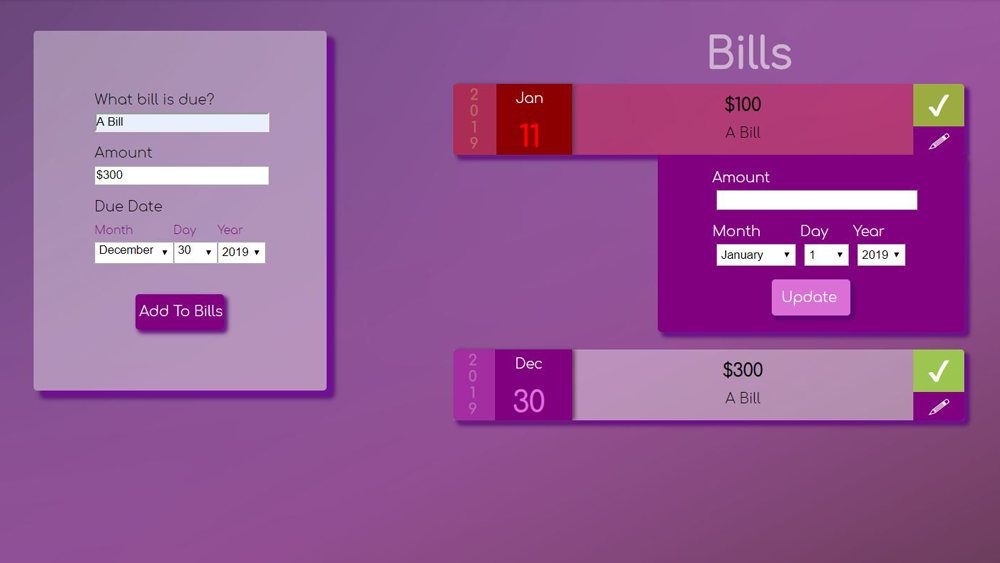 What bill is due?
A Bill
Amount
$300
Due Date
Month Day Year
December 30 2019
Add To Bills
Bills
2019
Jan
11
$100
A Bill
Amount
Month Day Year
January 1 2019
Update
2019
Dec
30
$300
A Bill